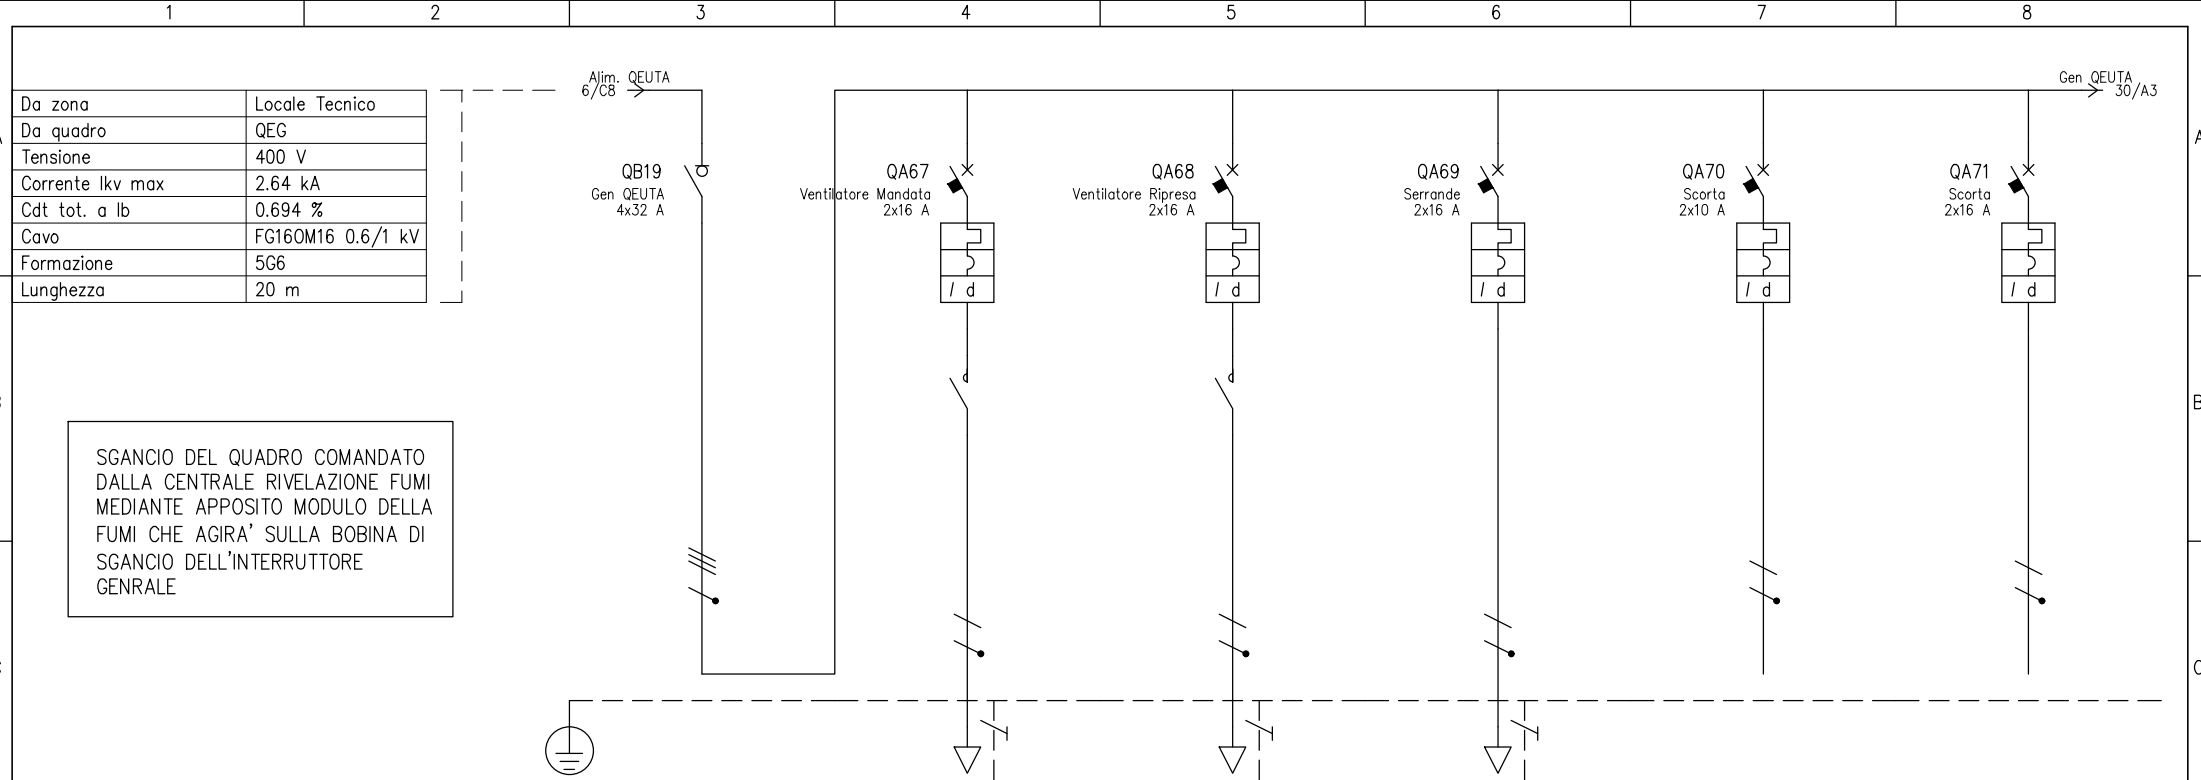 1 2 3 4 5 6 7 8
Alim. QEUTA
6/C8
Gen QEUTA
30/A3
Da zona Locale Tecnico
Da quadro QEG
Tensione 400 V
Corrente Ikv max 2.64 kA
Cdt tot. a Ib 0.694 %
Cavo FG16OM16 0.6/1 kV
Formazione 5G6
Lunghezza 20 m
A
QB19
Gen QEUTA
4x32 A
QA67
Ventilatore Mandata
2x16 A
I d
QA68
Ventilatore Ripresa
2x16 A
I d
QA69
Serrande
2x16 A
I d
QA70
Scorta
2x10 A
I d
QA71
Scorta
2x16 A
I d
B
SGANCIO DEL QUADRO COMANDATO
DALLA CENTRALE RIVELAZIONE FUMI
MEDIANTE APPOSITO MODULO DELLA
FUMI CHE AGIRA' SULLA BOBINA DI
SGANCIO DELL'INTERRUTTORE
GENRALE
C